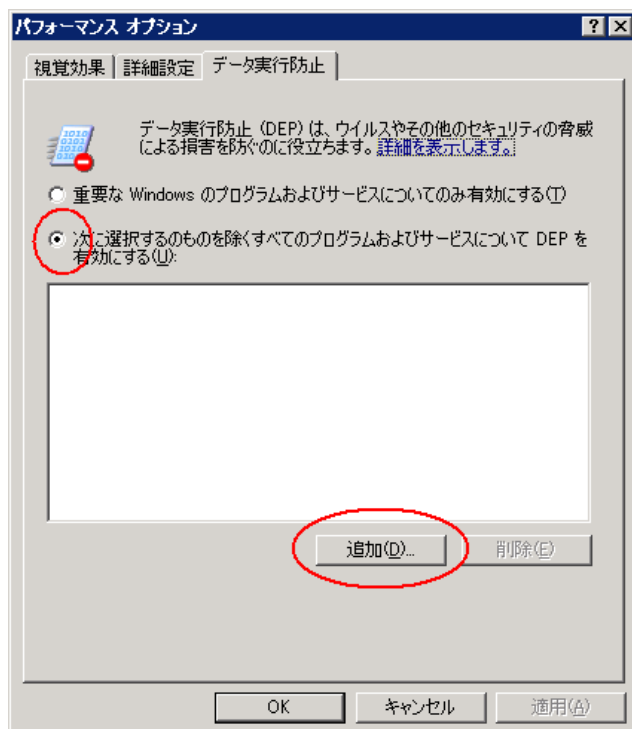 パフォーマンス オプション
視覚効果 詳細設定 データ実行防止
データ実行防止 (DEP) は、ウイルスやその他のセキュリティの脅威
による損害を防ぐのに役立ちます。詳細を表示します。
重要な Windows のプログラムおよびサービスについてのみ有効にする(T)
次に選択するのものを除くすべてのプログラムおよびサービスについて DEP を
有効にする(U):
追加(D)... 削除(E)
OK キャンセル 適用(A)